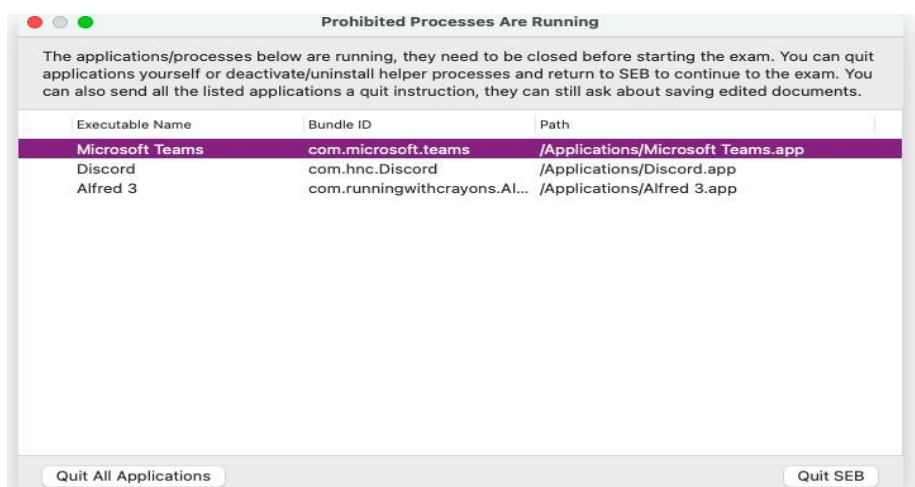 Prohibited Processes Are Running
The applications/processes below are running, they need to be closed before starting the exam. You can quit
applications yourself or deactivate/uninstall helper processes and return to SEB to continue to the exam. You
can also send all the listed applications a quit instruction, they can still ask about saving edited documents.
Executable Name Bundle ID Path
Microsoft Teams com.microsoft.teams /Applications/Microsoft Teams.app
Discord com.hnc.Discord /Applications/Discord.app
Alfred 3 com.runningwithcrayons.Al... /Applications/Alfred 3.app
Quit All Applications Quit SEB